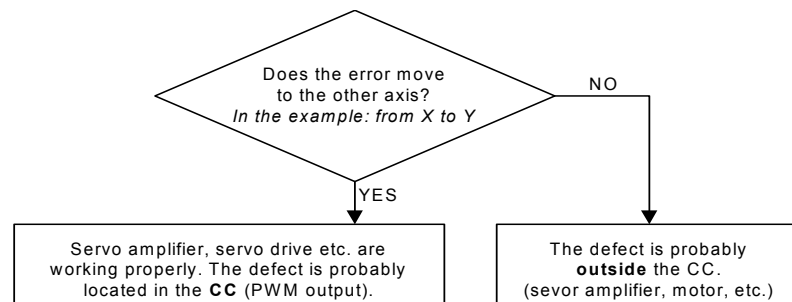 Does the error move
to the other axis?
In the example: from X to Y
NO
YES
Servo amplifier, servo drive etc. are
working properly. The defect is probably
located in the CC (PWM output).
The defect is probably
outside the CC.
(sevor amplifier, motor, etc.)